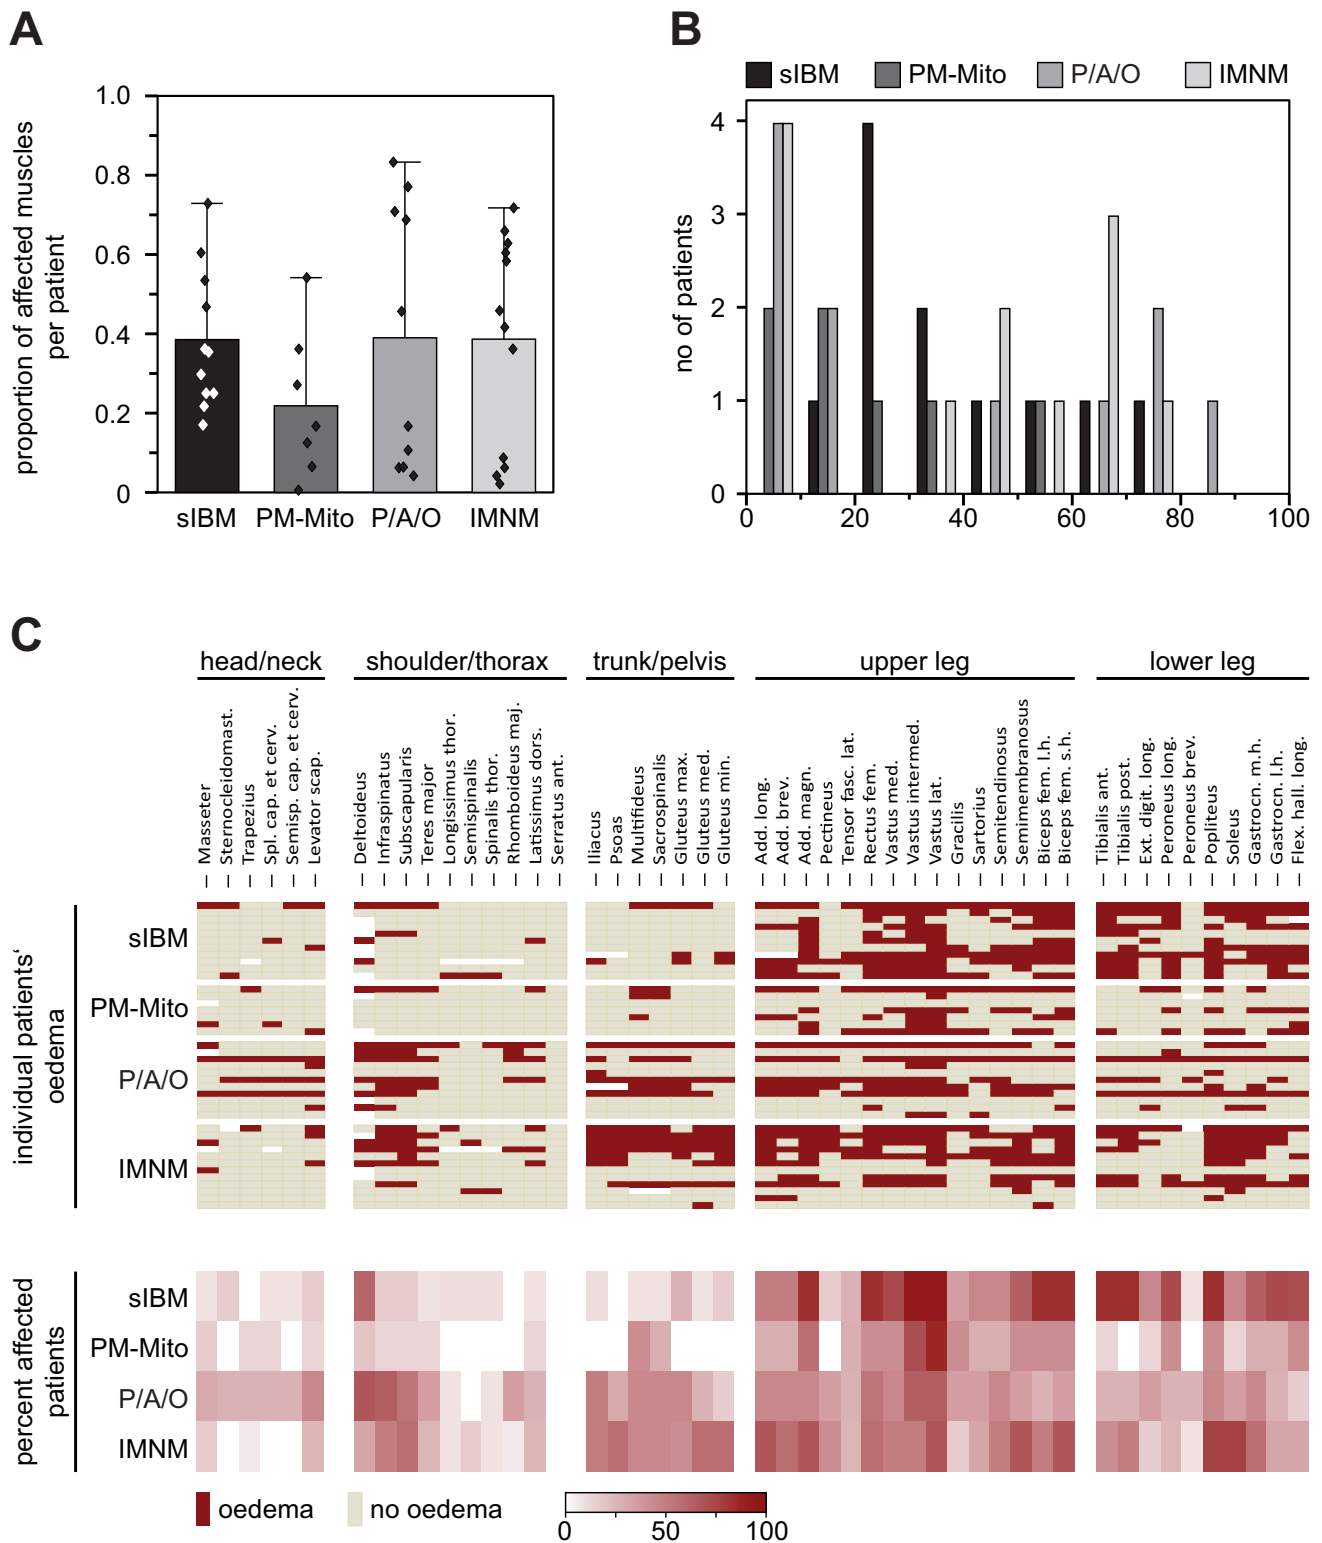 A
proportion of affected muscles
per patient
1.0
0.8
0.6
0.4
0.2
0
sIBM PM-Mito P/A/O IMNM
B
sIBM PM-Mito P/A/O IMNM
no of patients
4
3
2
1
0
0 20 40 60 80 100
C
head/neck shoulder/thorax trunk/pelvis upper leg lower leg
Masseter
Sternocleidomast.
Trapezius
Spl. cap. et cerv.
Semisp. cap. et cerv.
Levator scap.
Deltoideus
Infraspinatus
Subscapularis
Teres major
Longissimus thor.
Semispinalis
Spinalis thor.
Rhomboideus maj.
Latissimus dors.
Serratus ant.
Iliacus
Psoas
Multifideus
Sacrospinalis
Gluteus max.
Gluteus med.
Gluteus min.
Add. long.
Add. brev.
Add. magn.
Pectineus
Tensor fasc. lat.
Rectus fem.
Vastus med.
Vastus intermed.
Vastus lat.
Gracilis
Sartorius
Semitendinosus
Semimembranosus
Biceps fem. l.h.
Biceps fem. s.h.
Tibialis ant.
Tibialis post.
Ext. digit. long.
Peroneus long.
Peroneus brev.
Popliteus
Soleus
Gastrocn. m.h.
Gastrocn. l.h.
Flex. hall. long.
individual patients‘
oedema
sIBM
PM-Mito
P/A/O
IMNM
percent affected
patients
sIBM
PM-Mito
P/A/O
IMNM
oedema no oedema
0 50 100